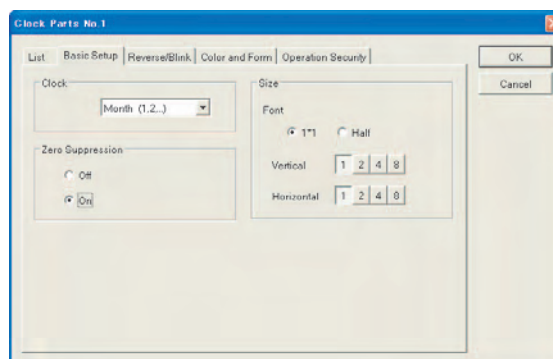 Clock Parts No.1
List Basic Setup Reverse/Blink Color and Form Operation Security
OK
Cancel
Clock
Month (1,2...)
Zero Suppression
Off
On
Size
Font
1*1 Half
Vertical 1 2 4 8
Horizontal 1 2 4 8